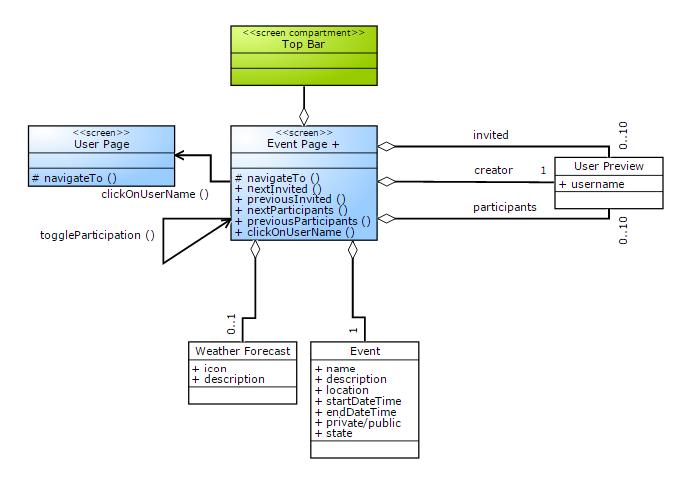 <<screen compartment>>
Top Bar
<<screen>>
User Page
# navigateTo ()
clickOnUserName ()
<<screen>>
Event Page +
# navigateTo ()
+ nextInvited ()
+ previousInvited ()
+ nextParticipants ()
+ previousParticipants ()
+ clickOnUserName ()
toggleParticipation ()
invited
0..10
creator
1
participants
0..10
User Preview
+ username
0..1
1
Weather Forecast
+ icon
+ description
Event
+ name
+ description
+ location
+ startDateTime
+ endDateTime
+ private/public
+ state